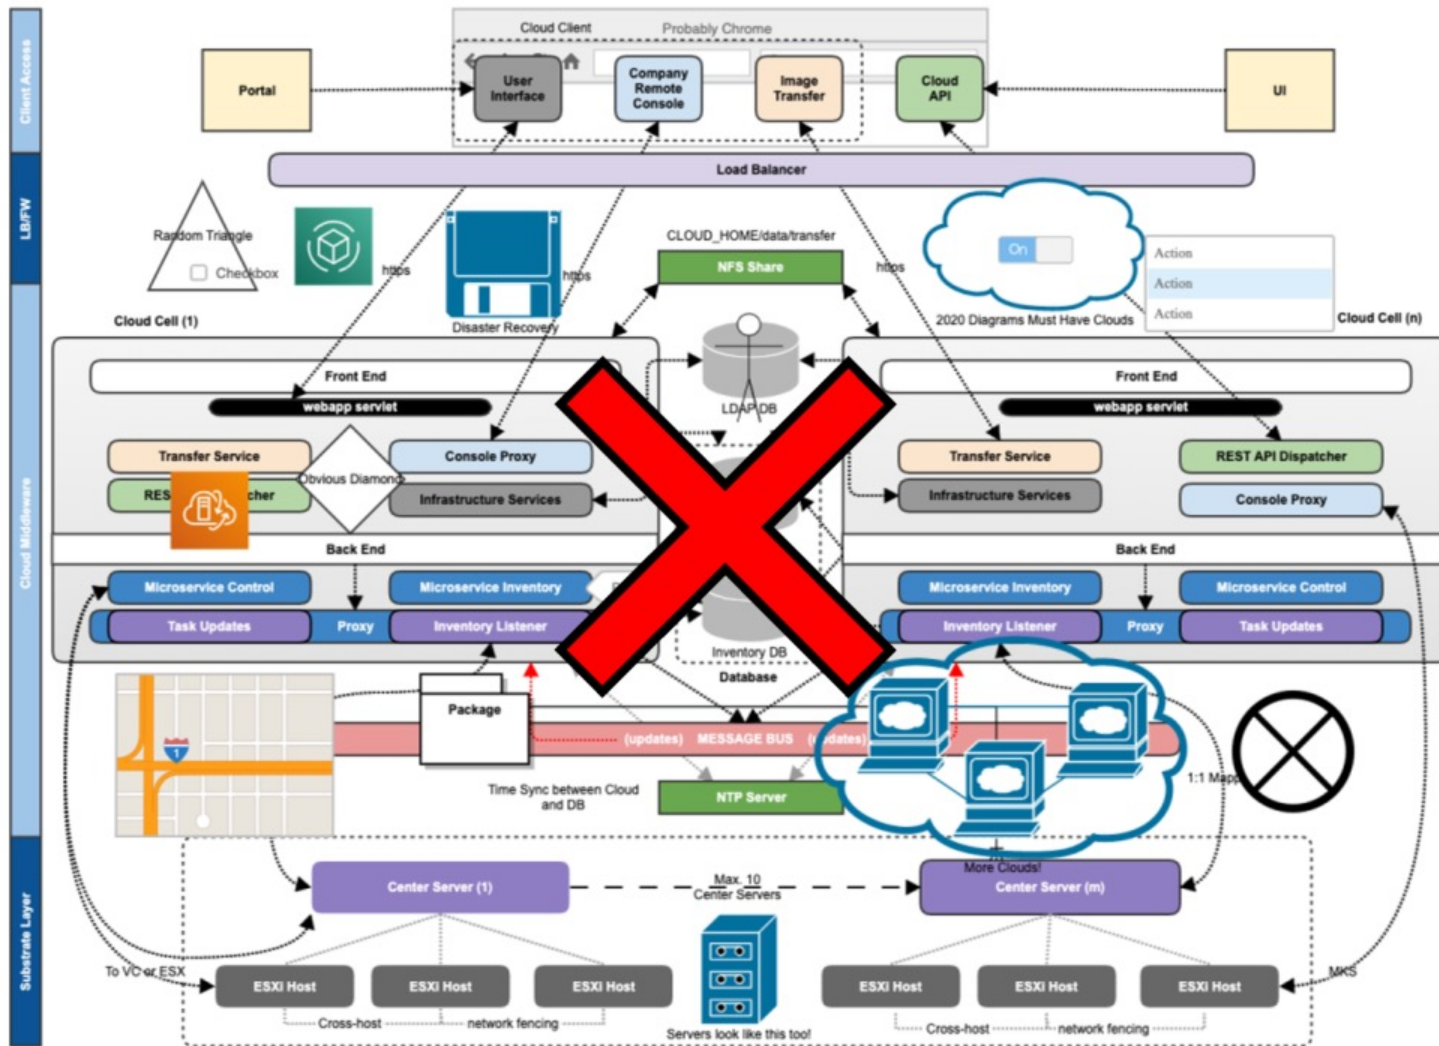 Client Access
Cloud Client
Probably Chrome
Portal
User
Interface
Company
Remote
Console
Image
Transfer
Cloud
API
UI
LB/FW
Load Balancer
Random Triangle
Checkbox
https
https
Disaster Recovery
CLOUD_HOME/data/transfer
NFS Share
https
On
2020 Diagrams Must Have Clouds
Action
Action
Action
Cloud Middleware
Cloud Cell (1)
Cloud Cell (n)
Front End
webapp servlet
Transfer Service
Console Proxy
Obvious Diamond
Infrastructure Services
Back End
Microservice Control
Microservice Inventory
Task Updates
Proxy
Inventory Listener
LDAP DB
Inventory DB
Database
Front End
webapp servlet
Transfer Service
REST API Dispatcher
Infrastructure Services
Console Proxy
Back End
Microservice Inventory
Microservice Control
Inventory Listener
Proxy
Task Updates
1
Package
(updates) MESSAGE BUS
Time Sync between Cloud
and DB
NTP Server
1:1
More Clouds!
Substrate Layer
Center Server (1)
Max. 10
Center Servers
Center Server (m)
To VC or ESX
ESXi Host
ESXi Host
ESXi Host
ESXi Host
ESXi Host
ESXi Host
MKS
Cross-host
network fencing
Servers look like this too!
Cross-host
network fencing